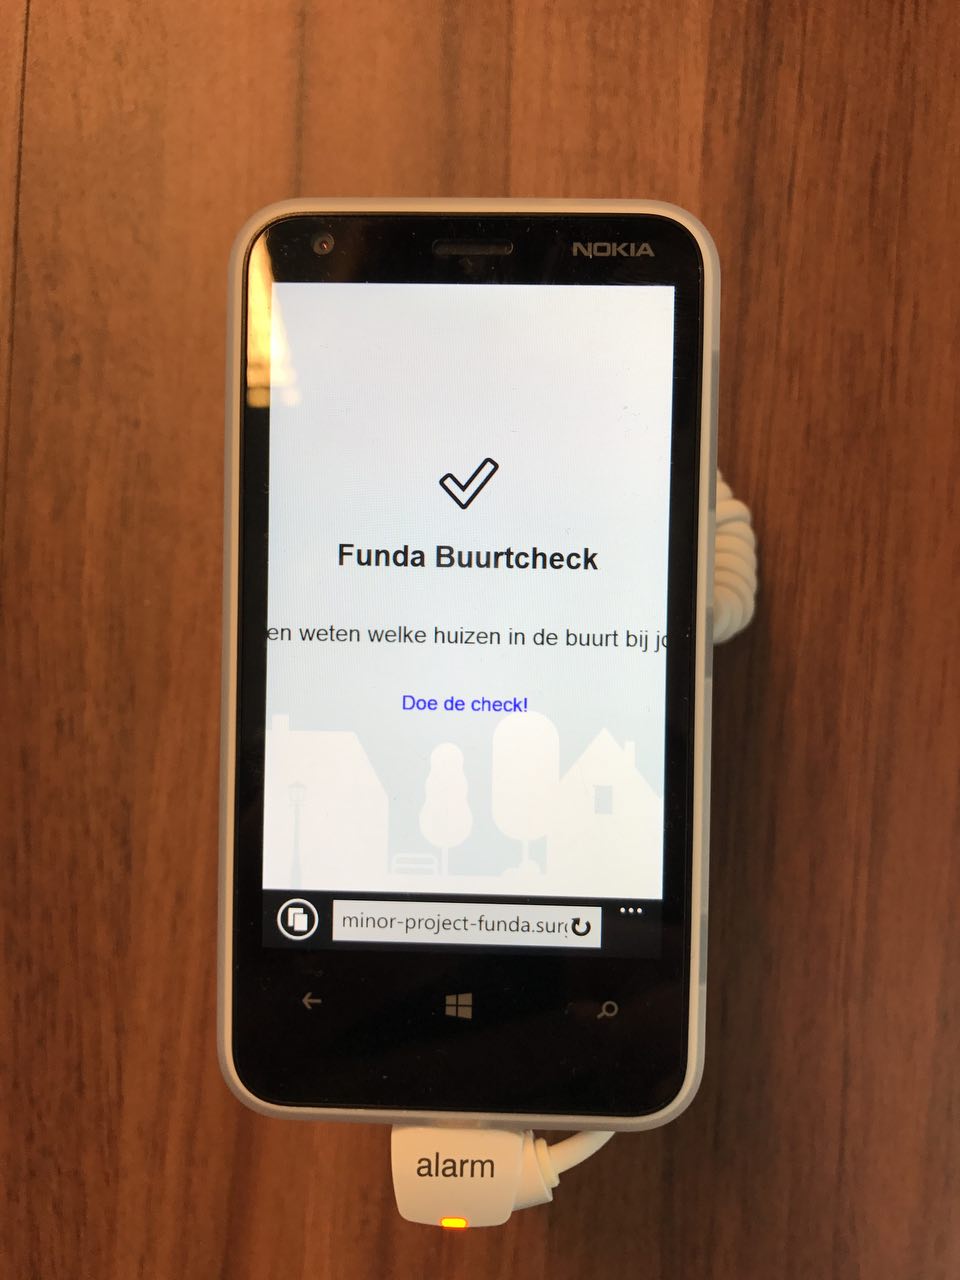 NOKIA
Funda Buurtcheck
en weten welke huizen in de buurt bij
Doe de check!
minor-project-funda.sur
alarm